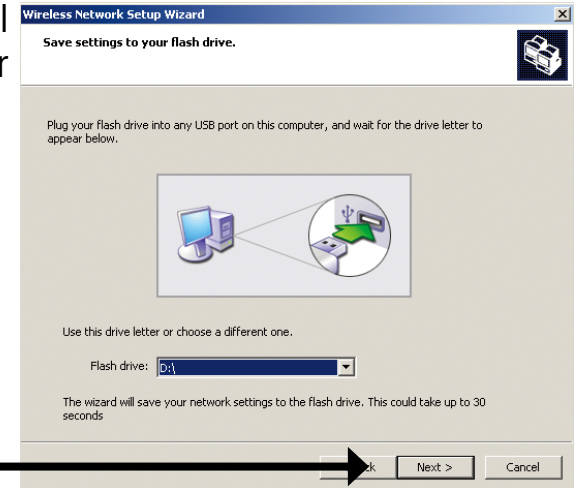 Wireless Network Setup Wizard
Save settings to your flash drive.
Plug your flash drive into any USB port on this computer, and wait for the drive letter to
appear below.
Use this drive letter or choose a different one.
Flash drive: D:\
The wizard will save your network settings to the flash drive. This could take up to 30
seconds
Next >
Cancel